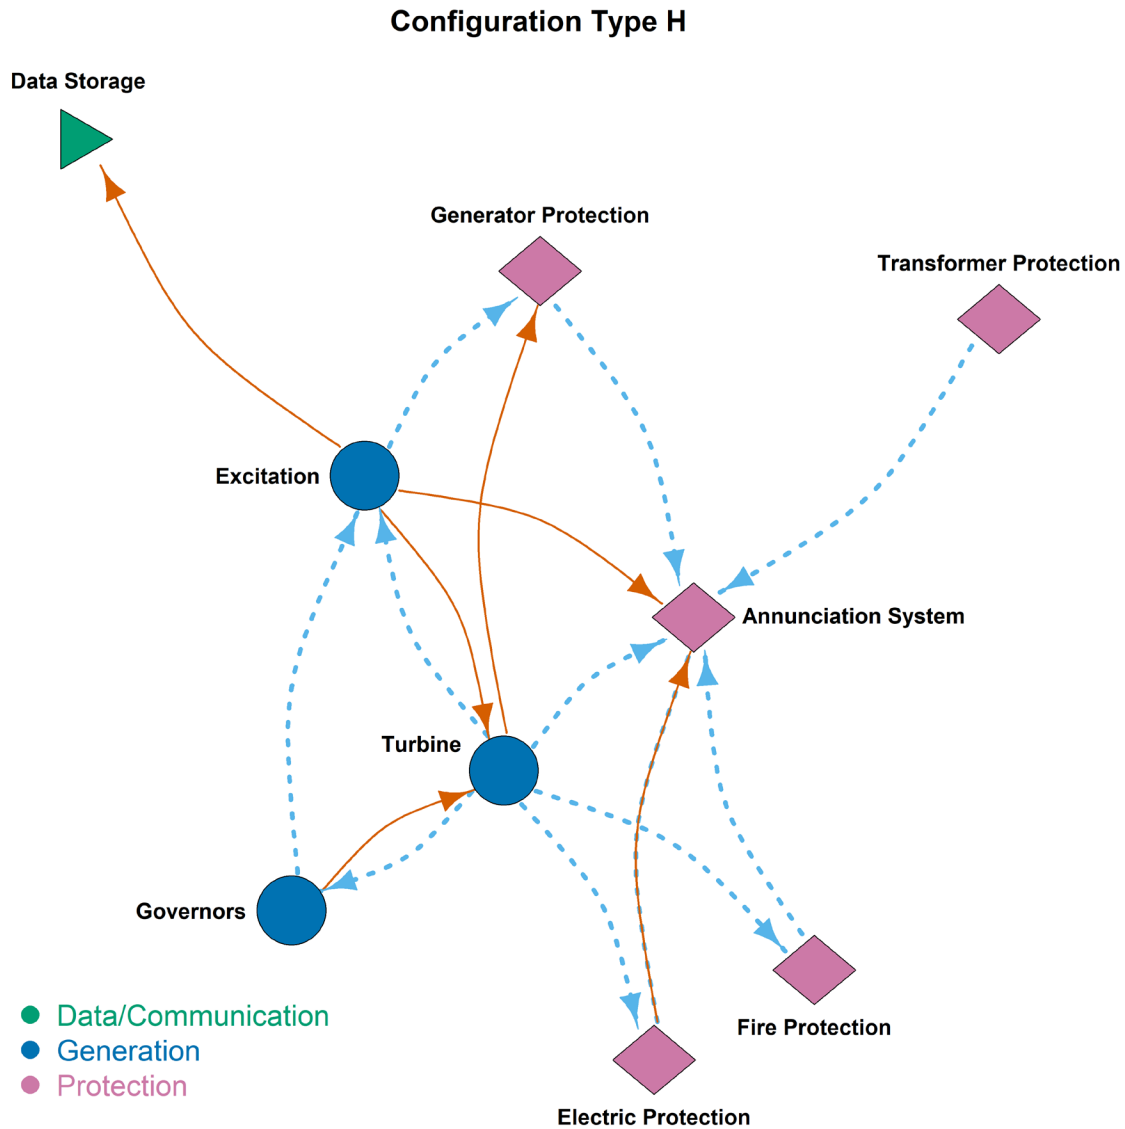 Configuration Type H
Data Storage
Generator Protection
Transformer Protection
Excitation
Annunciation System
Turbine
Governors
Data/Communication
Generation
Protection
Fire Protection
Electric Protection